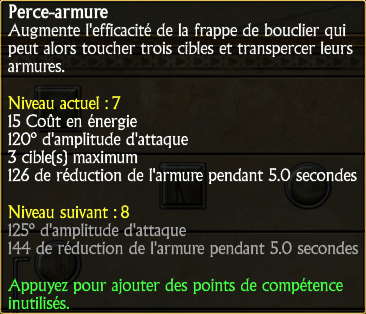 Perce-armure
Augmente l'efficacité de la frappe de bouclier qui
peut alors toucher trois cibles et transpercer leurs
armures.
Niveau actuel : 7
15 Coût en énergie
120° d'amplitude d'attaque
3 cible(s) maximum
126 de réduction de l'armure pendant 5.0 secondes
Niveau suivant : 8
125° d'amplitude d'attaque
144 de réduction de l'armure pendant 5.0 secondes
Appuyez pour ajouter des points de compétence
inutilisés.